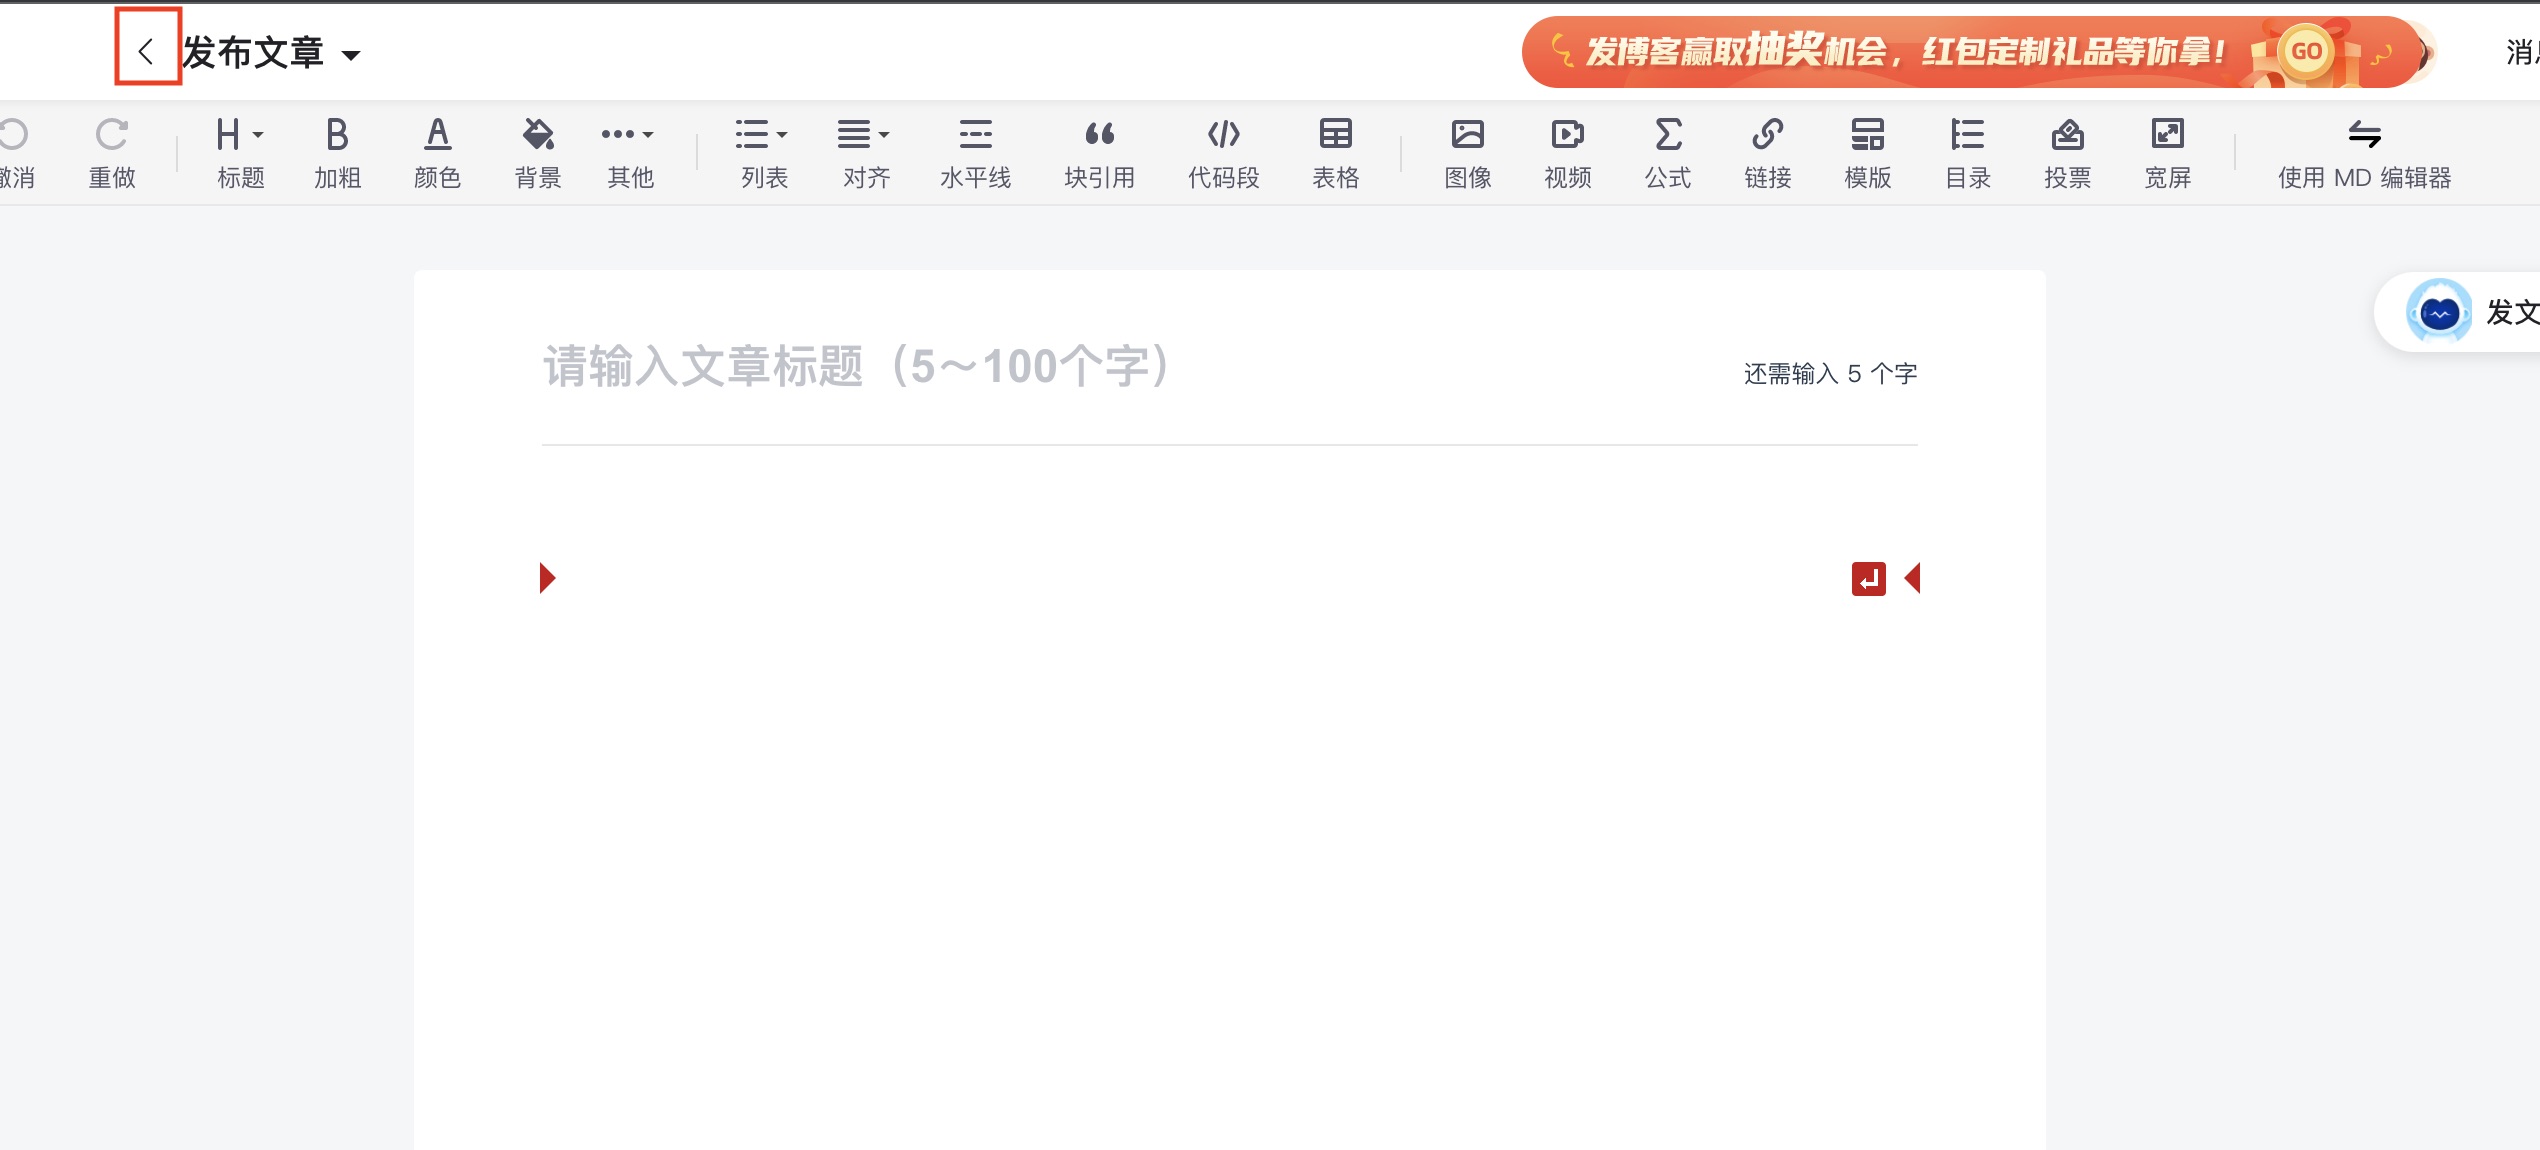 发布文章
发博客赢取抽奖机会，红包定制礼品等你拿！
GO
消息
撤消 重做 标题 加粗 颜色 背景 其他 列表 对齐 水平线 块引用 代码段 表格 图像 视频 公式 链接 模版 目录 投票 宽屏 使用 MD 编辑器
请输入文章标题（5～100个字）
还需输入 5 个字
发文